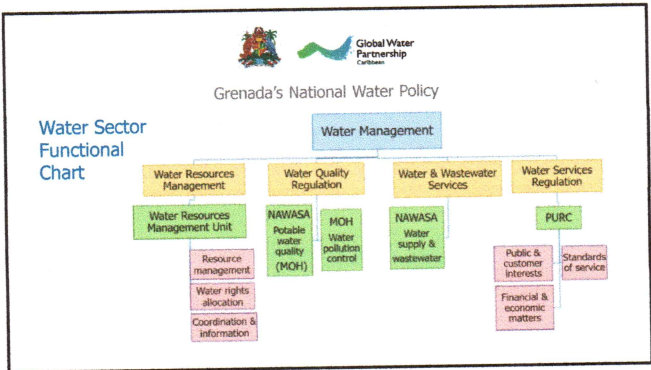 Global Water
Partnership
Caribbean
Grenada's National Water Policy
Water Sector
Functional
Chart
Water Management
Water Resources
Management
Water Quality
Regulation
Water & Wastewater
Services
Water Services
Regulation
Water Resources
Management Unit
NAWASA
Potable
water
quality
(MOH)
MOH
Water
pollution
control
NAWASA
Water
supply &
wastewater
PURC
Resource
management
Water rights
allocation
Coordination &
information
Public &
customer
interests
Standards
of service
Financial &
economic
matters